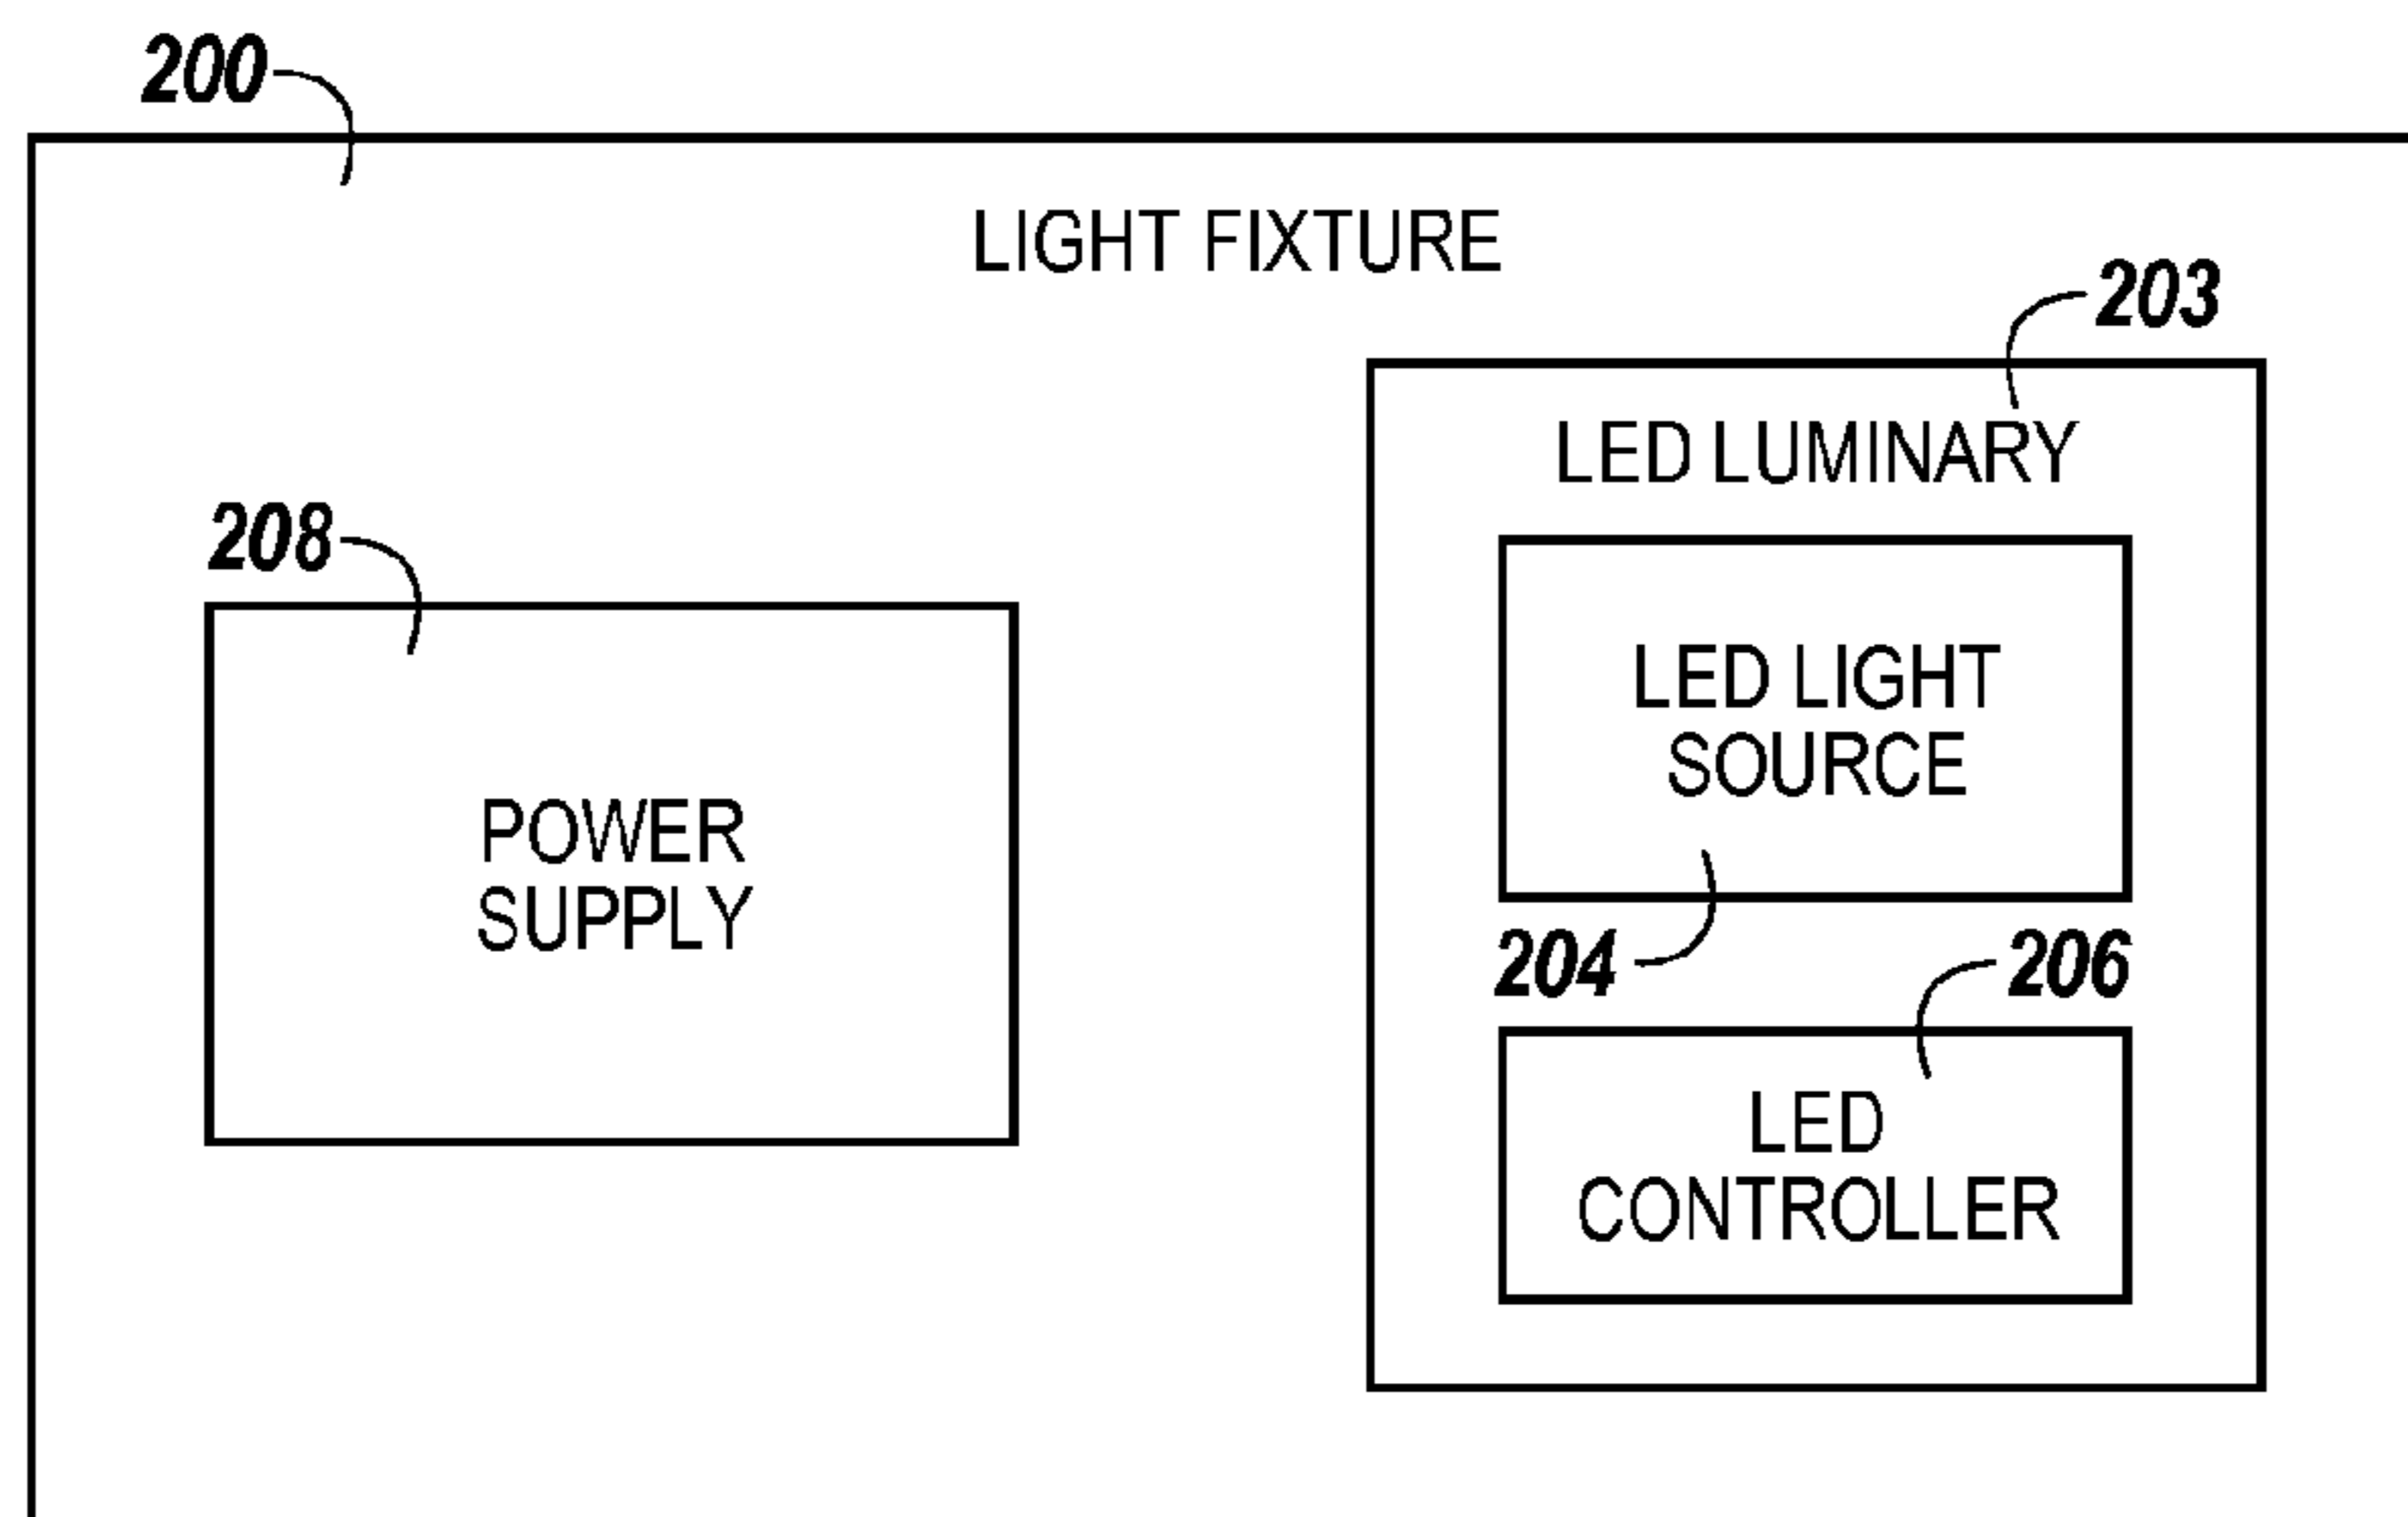 200
LIGHT FIXTURE
203
LED LUMINARY
208
POWER
SUPPLY
LED LIGHT
SOURCE
204
206
LED
CONTROLLER